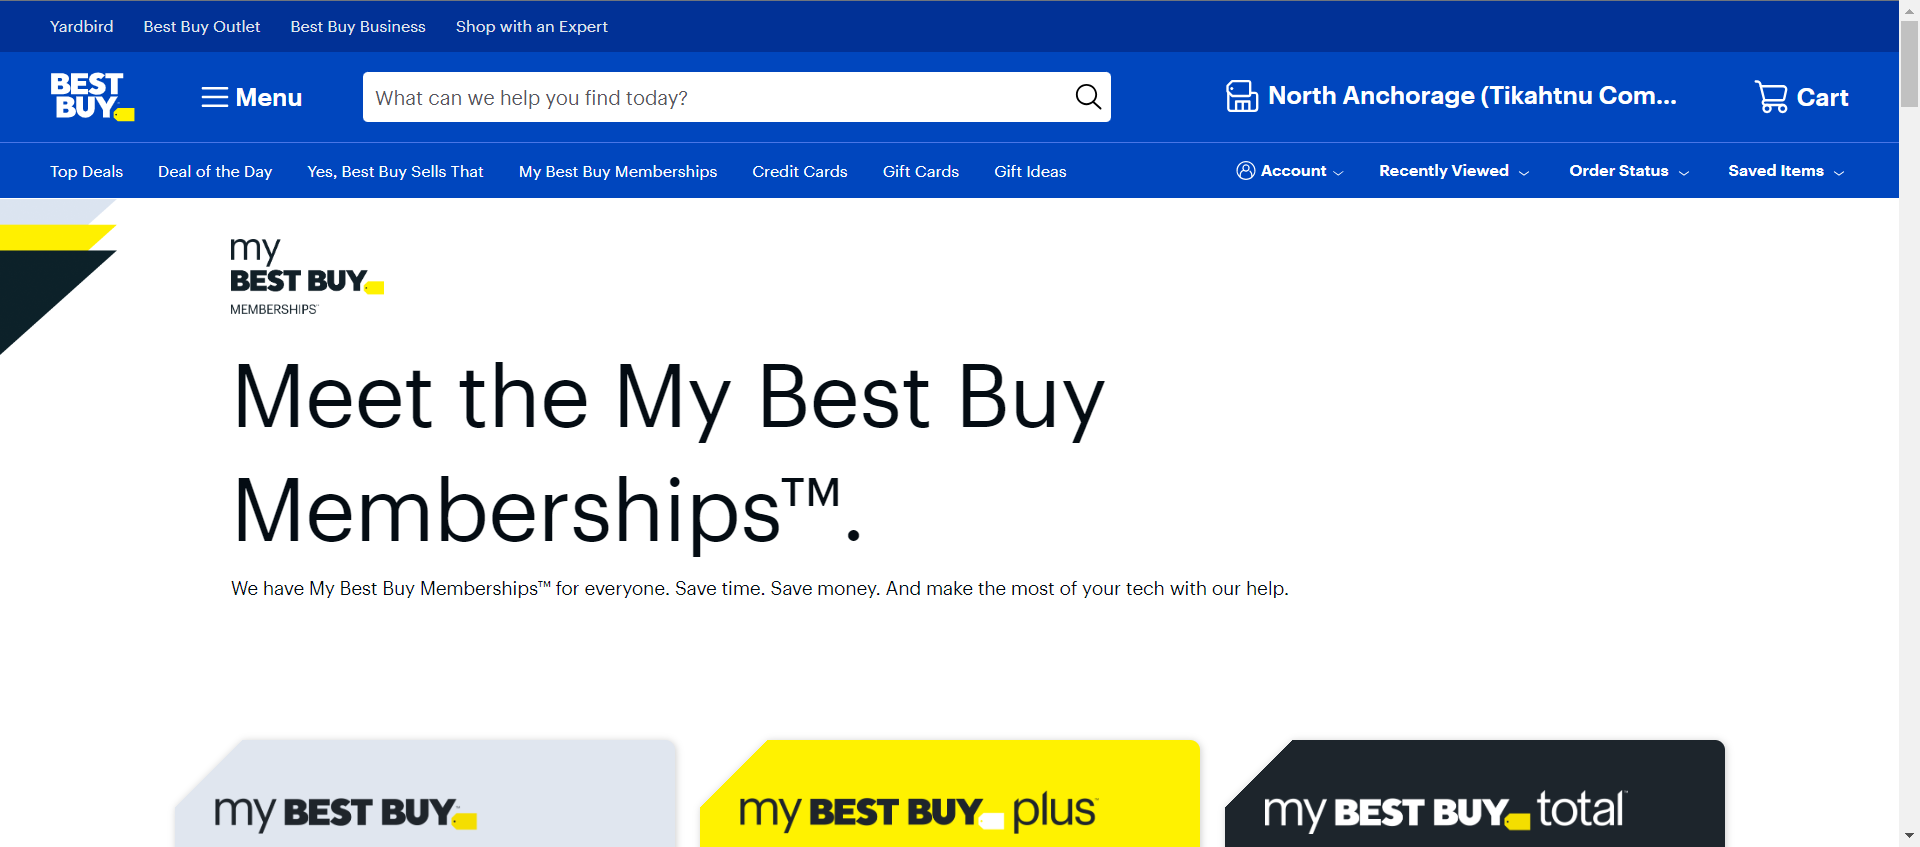 Yardbird Best Buy Outlet Best Buy Business Shop with an Expert
BEST
BUY
Menu
What can we help you find today?
North Anchorage (Tikahtnu Com...
Cart
Top Deals Deal of the Day Yes, Best Buy Sells That My Best Buy Memberships Credit Cards Gift Cards Gift Ideas
Account Recently Viewed Order Status Saved Items
my
BEST BUY
MEMBERSHIPS™
Meet the My Best Buy
Memberships™.
We have My Best Buy Memberships™ for everyone. Save time. Save money. And make the most of your tech with our help.
my BEST BUY™
my BEST BUY plus™
my BEST BUY total™